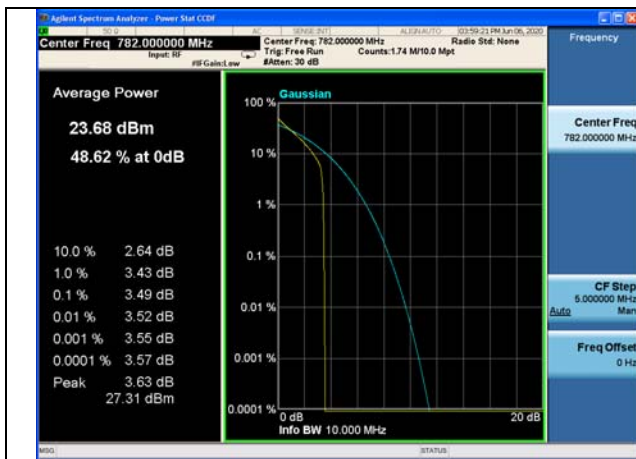 Agilent Spectrum Analyzer - Power Stat CCDF
50 Ω AC SENSE:INT ALIGN AUTO 03:59:21 PM Jun 06, 2020
Center Freq 782.000000 MHz
Center Freq: 782.000000 MHz Radio Std: None
Input: RF Trig: Free Run Counts:1.74 M/10.0 Mpt
#IFGain:Low #Atten: 30 dB
Frequency
Average Power
23.68 dBm
48.62 % at 0dB
10.0 % 2.64 dB
1.0 % 3.43 dB
0.1 % 3.49 dB
0.01 % 3.52 dB
0.001 % 3.55 dB
0.0001 % 3.57 dB
Peak 3.63 dB
27.31 dBm
Gaussian
100 %
10 %
1 %
0.1 %
0.01 %
0.001 %
0.0001 %
0 dB 20 dB
Info BW 10.000 MHz
Center Freq
782.000000 MHz
CF Step
5.000000 MHz
Auto Man
Freq Offset
0 Hz
MSG STATUS